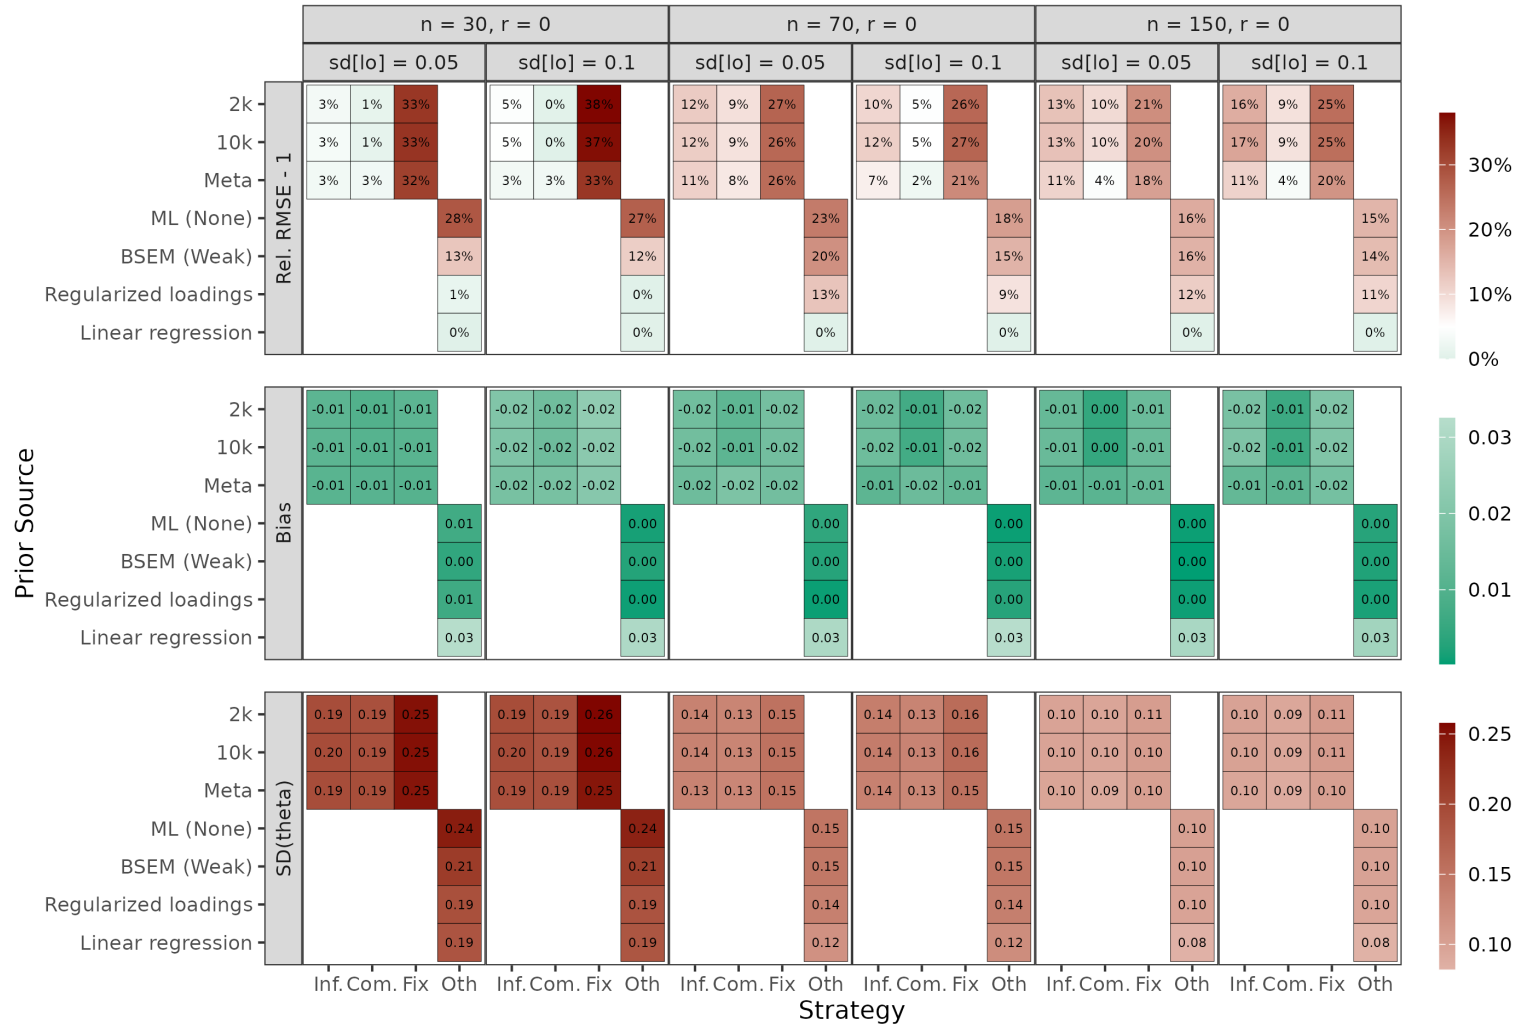 n = 30, r = 0 n = 70, r = 0 n = 150, r = 0
sd[lo] = 0.05 sd[lo] = 0.1 sd[lo] = 0.05 sd[lo] = 0.1 sd[lo] = 0.05 sd[lo] = 0.1
Prior Source
Rel. RMSE - 1
2k 3% 1% 33% 5% 0% 38% 12% 9% 27% 10% 5% 26% 13% 10% 21% 16% 9% 25%
10k 3% 1% 33% 5% 0% 37% 12% 9% 26% 12% 5% 27% 13% 10% 20% 17% 9% 25%
Meta 3% 3% 32% 3% 3% 33% 11% 8% 26% 7% 2% 21% 11% 4% 18% 11% 4% 20%
ML (None) 28% 27% 23% 18% 16% 15%
BSEM (Weak) 13% 12% 20% 15% 16% 14%
Regularized loadings 1% 0% 13% 9% 12% 11%
Linear regression 0% 0% 0% 0% 0% 0%
30%
20%
10%
0%
Bias
2k -0.01 -0.01 -0.01 -0.02 -0.02 -0.02 -0.02 -0.01 -0.02 -0.02 -0.01 -0.02 -0.01 0.00 -0.01 -0.02 -0.01 -0.02
10k -0.01 -0.01 -0.01 -0.02 -0.02 -0.02 -0.02 -0.01 -0.02 -0.02 -0.01 -0.02 -0.01 0.00 -0.01 -0.02 -0.01 -0.02
Meta -0.01 -0.01 -0.01 -0.02 -0.02 -0.02 -0.02 -0.02 -0.02 -0.01 -0.02 -0.01 -0.01 -0.01 -0.01 -0.01 -0.01 -0.02
ML (None) 0.01 0.00 0.00 0.00 0.00 0.00
BSEM (Weak) 0.00 0.00 0.00 0.00 0.00 0.00
Regularized loadings 0.01 0.00 0.00 0.00 0.00 0.00
Linear regression 0.03 0.03 0.03 0.03 0.03 0.03
0.03
0.02
0.01
SD(theta)
2k 0.19 0.19 0.25 0.19 0.19 0.26 0.14 0.13 0.15 0.14 0.13 0.16 0.10 0.10 0.11 0.10 0.09 0.11
10k 0.20 0.19 0.25 0.20 0.19 0.26 0.14 0.13 0.15 0.14 0.13 0.16 0.10 0.10 0.10 0.10 0.09 0.11
Meta 0.19 0.19 0.25 0.19 0.19 0.25 0.13 0.13 0.15 0.14 0.13 0.15 0.10 0.09 0.10 0.10 0.09 0.10
ML (None) 0.24 0.24 0.15 0.15 0.10 0.10
BSEM (Weak) 0.21 0.21 0.15 0.15 0.10 0.10
Regularized loadings 0.19 0.19 0.14 0.14 0.10 0.10
Linear regression 0.19 0.19 0.12 0.12 0.08 0.08
0.25
0.20
0.15
0.10
Inf. Com. Fix Oth Inf. Com. Fix Oth Inf. Com. Fix Oth Inf. Com. Fix Oth Inf. Com. Fix Oth Inf. Com. Fix Oth
Strategy